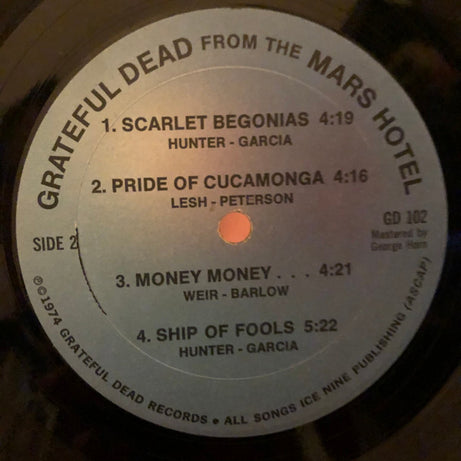 GRATEFUL DEAD FROM THE MARS HOTEL
1. SCARLET BEGONIAS 4:19
HUNTER - GARCIA
2. PRIDE OF CUCAMONGA 4:16
LESH - PETERSON
GD 102
Mastered by
George Horn
SIDE 2
3. MONEY MONEY . . . 4:21
WEIR - BARLOW
4. SHIP OF FOOLS 5:22
HUNTER - GARCIA
℗©1974 GRATEFUL DEAD RECORDS • ALL SONGS ICE NINE PUBLISHING (ASCAP)